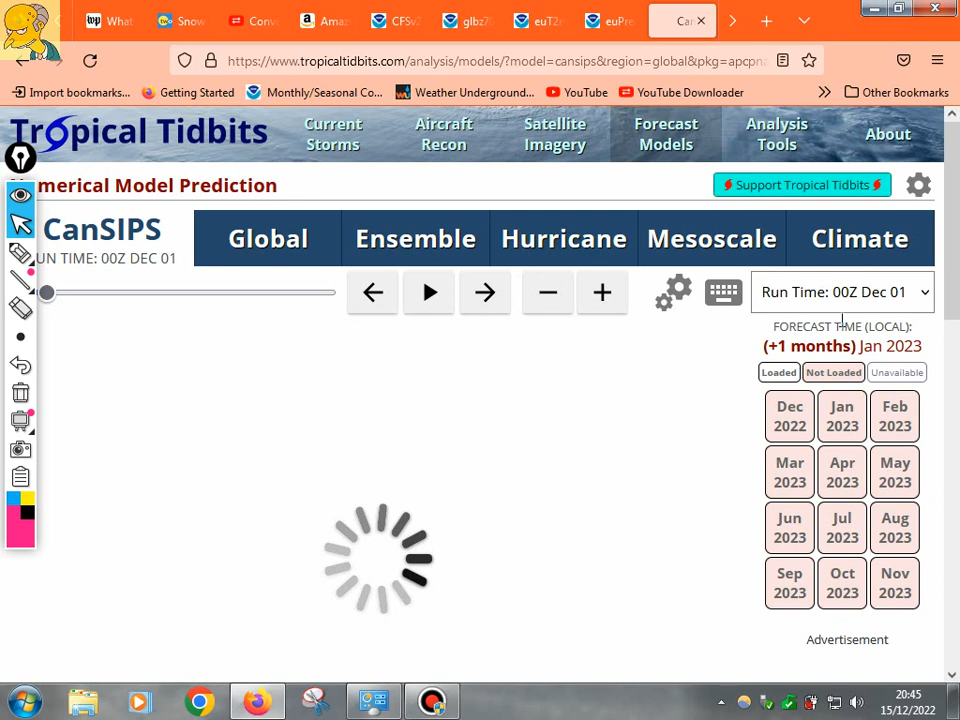 What
Snow
Conv
Amaz
CFSv2
glbz70
euT2r
euPre
Car
https://www.tropicaltidbits.com/analysis/models/?model=cansips&region=global&pkg=apcpna
Import bookmarks...
Getting Started
Monthly/Seasonal Co...
Weather Underground...
YouTube
YouTube Downloader
Other Bookmarks
Tropical Tidbits
Current Storms
Aircraft Recon
Satellite Imagery
Forecast Models
Analysis Tools
About
merical Model Prediction
Support Tropical Tidbits
CanSIPS
UN TIME: 00Z DEC 01
Global
Ensemble
Hurricane
Mesoscale
Climate
Run Time: 00Z Dec 01
FORECAST TIME (LOCAL):
(+1 months) Jan 2023
Loaded
Not Loaded
Unavailable
Dec 2022
Jan 2023
Feb 2023
Mar 2023
Apr 2023
May 2023
Jun 2023
Jul 2023
Aug 2023
Sep 2023
Oct 2023
Nov 2023
Advertisement
20:45
15/12/2022